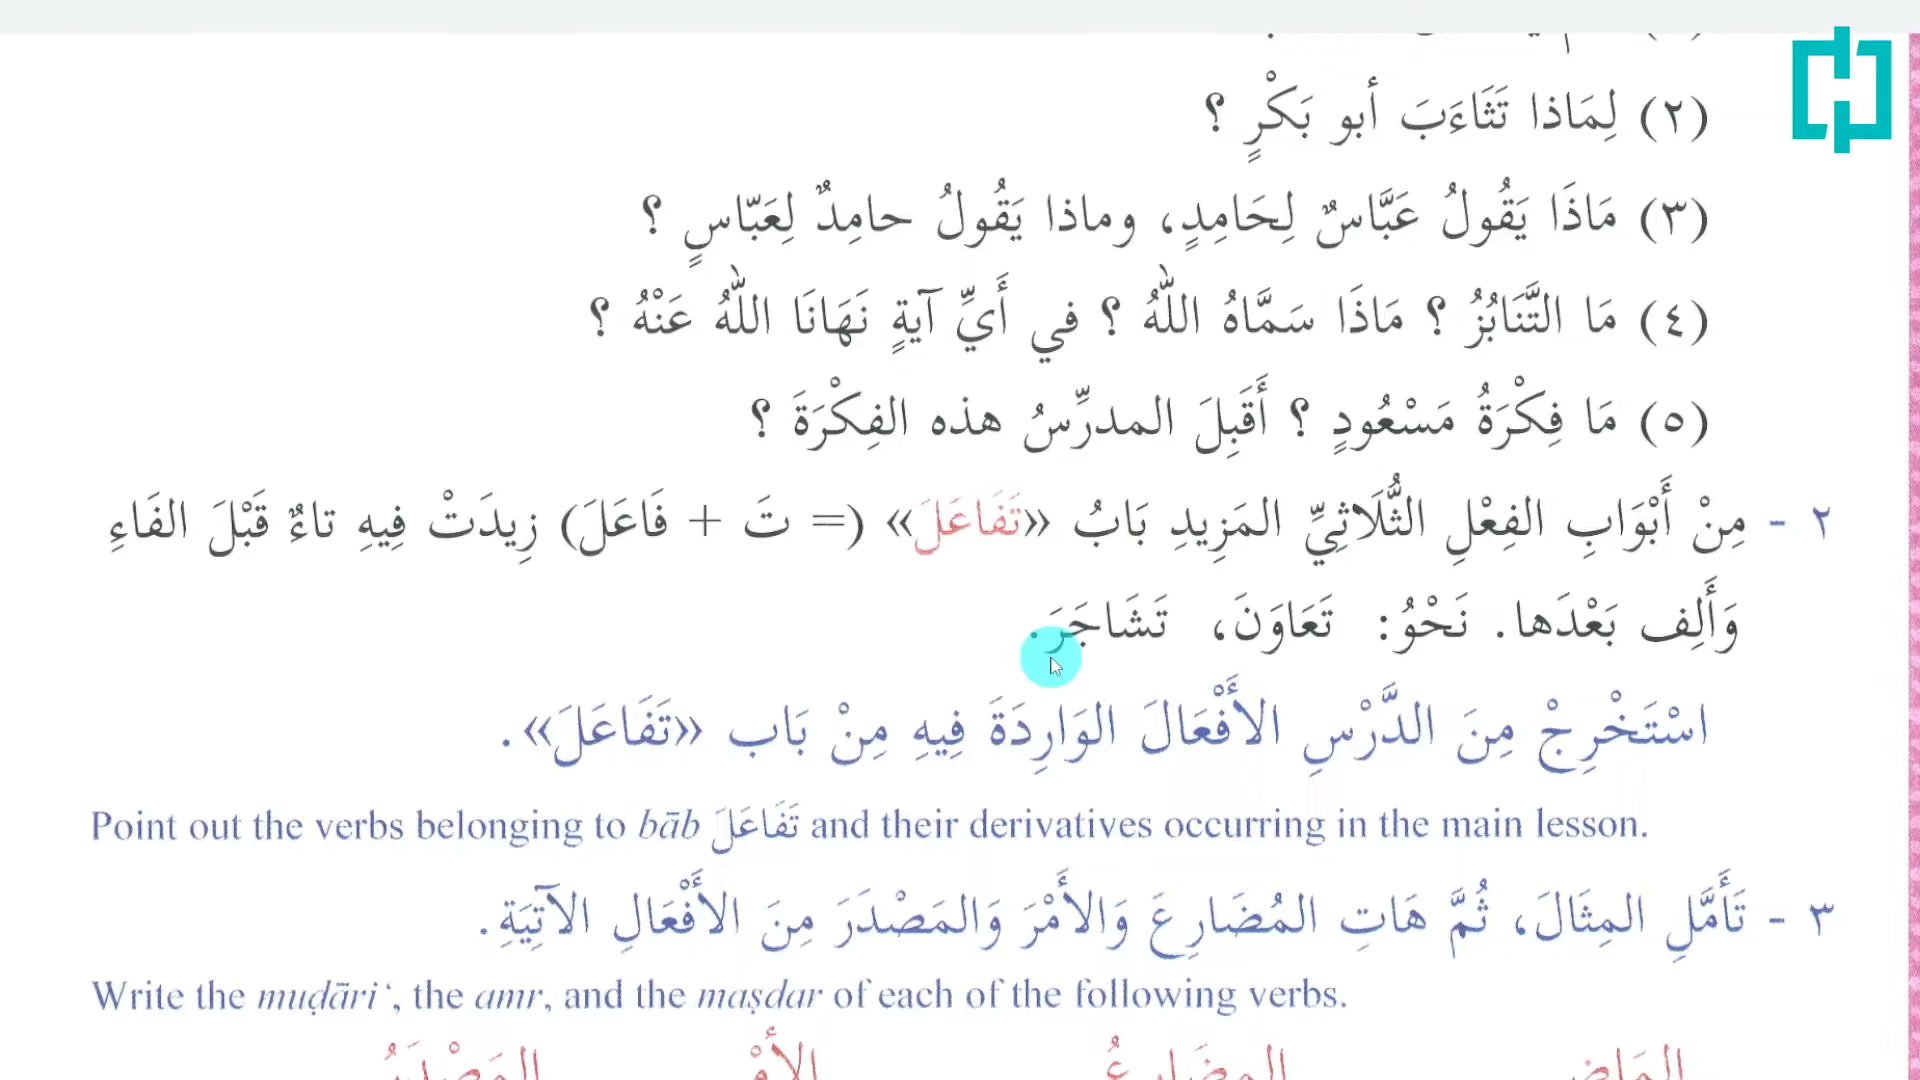 (٢) لِمَاذا تَثَاءَبَ أبو بَكْرٍ ؟
(٣) مَاذَا يَقُولُ عَبَّاسٌ لِحَامِدٍ، وماذا يَقُولُ حامِدٌ لِعَبّاسٍ ؟
(٤) مَا التَّنَابُزُ ؟ مَاذَا سَمَّاهُ اللهُ ؟ في أَيِّ آيةٍ نَهَانَا اللهُ عَنْهُ ؟
(٥) مَا فِكْرَةُ مَسْعُودٍ ؟ أَقَبِلَ المدرِّسُ هذه الفِكْرَةَ ؟
٢ - مِنْ أَبْوَابِ الفِعْلِ الثُّلَاثِيِّ المَزِيدِ بَابُ «تَفَاعَلَ» (= تَ + فَاعَلَ) زِيدَتْ فِيهِ تاءٌ قَبْلَ الفَاءِ
وَأَلِف بَعْدَها. نَحْوُ: تَعَاوَنَ، تَشَاجَرَ.
اسْتَخْرِجْ مِنَ الدَّرْسِ الأَفْعَالَ الوَارِدَةَ فِيهِ مِنْ بَاب «تَفَاعَلَ».
Point out the verbs belonging to bāb تَفَاعَلَ and their derivatives occurring in the main lesson.
٣ - تَأَمَّلِ المِثَالَ، ثُمَّ هَاتِ المُضَارِعَ وَالأَمْرَ وَالمَصْدَرَ مِنَ الأَفْعَالِ الآتِيَةِ.
Write the muḍāriʿ, the amr, and the maṣdar of each of the following verbs.